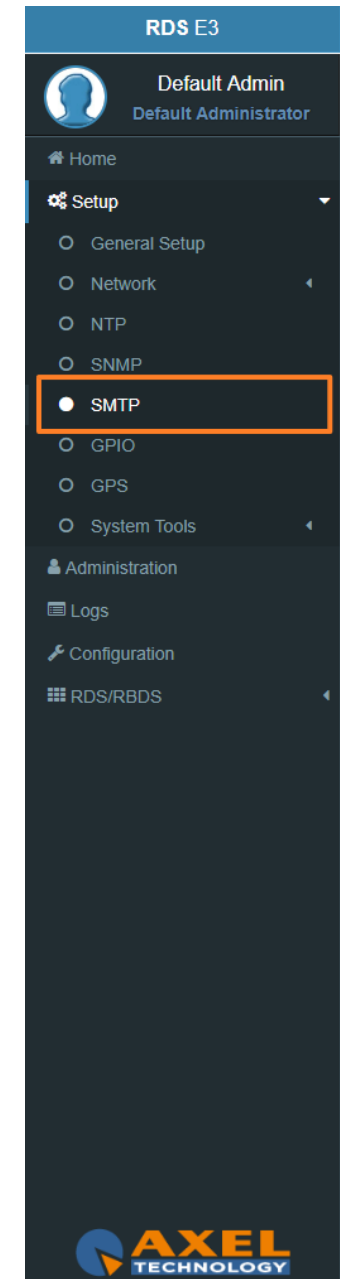 RDS E3
Default Admin
Default Administrator
Home
Setup
General Setup
Network
NTP
SNMP
SMTP
GPIO
GPS
System Tools
Administration
Logs
Configuration
RDS/RBDS
AXEL
TECHNOLOGY